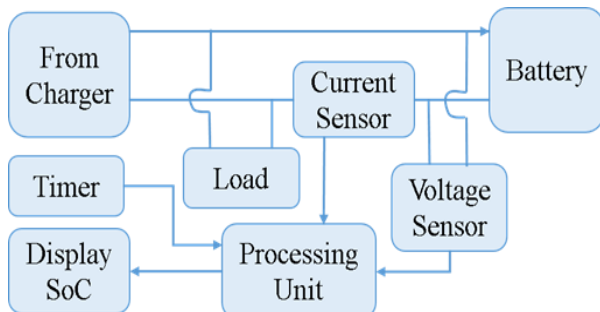 From
Charger
Current
Sensor
Battery
Load
Timer
Voltage
Sensor
Display
SoC
Processing
Unit